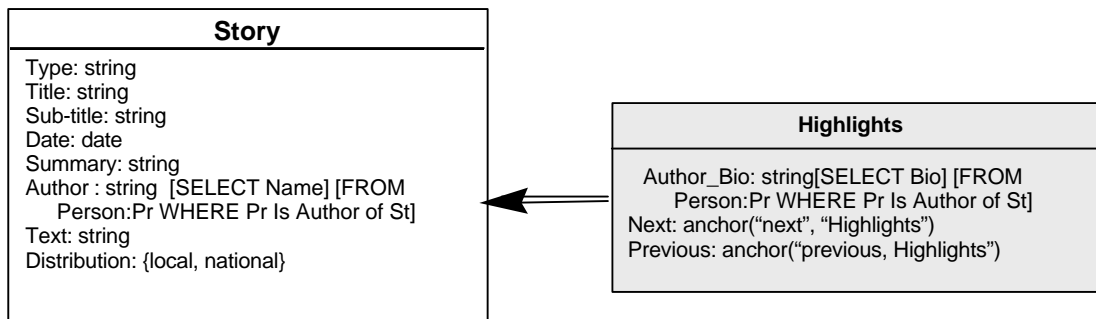 Story
Type: string
Title: string
Sub-title: string
Date: date
Summary: string
Author : string [SELECT Name] [FROM
Person:Pr WHERE Pr Is Author of St]
Text: string
Distribution: {local, national}
Highlights
Author_Bio: string[SELECT Bio] [FROM
Person:Pr WHERE Pr Is Author of St]
Next: anchor(“next”, “Highlights”)
Previous: anchor(“previous, Highlights”)